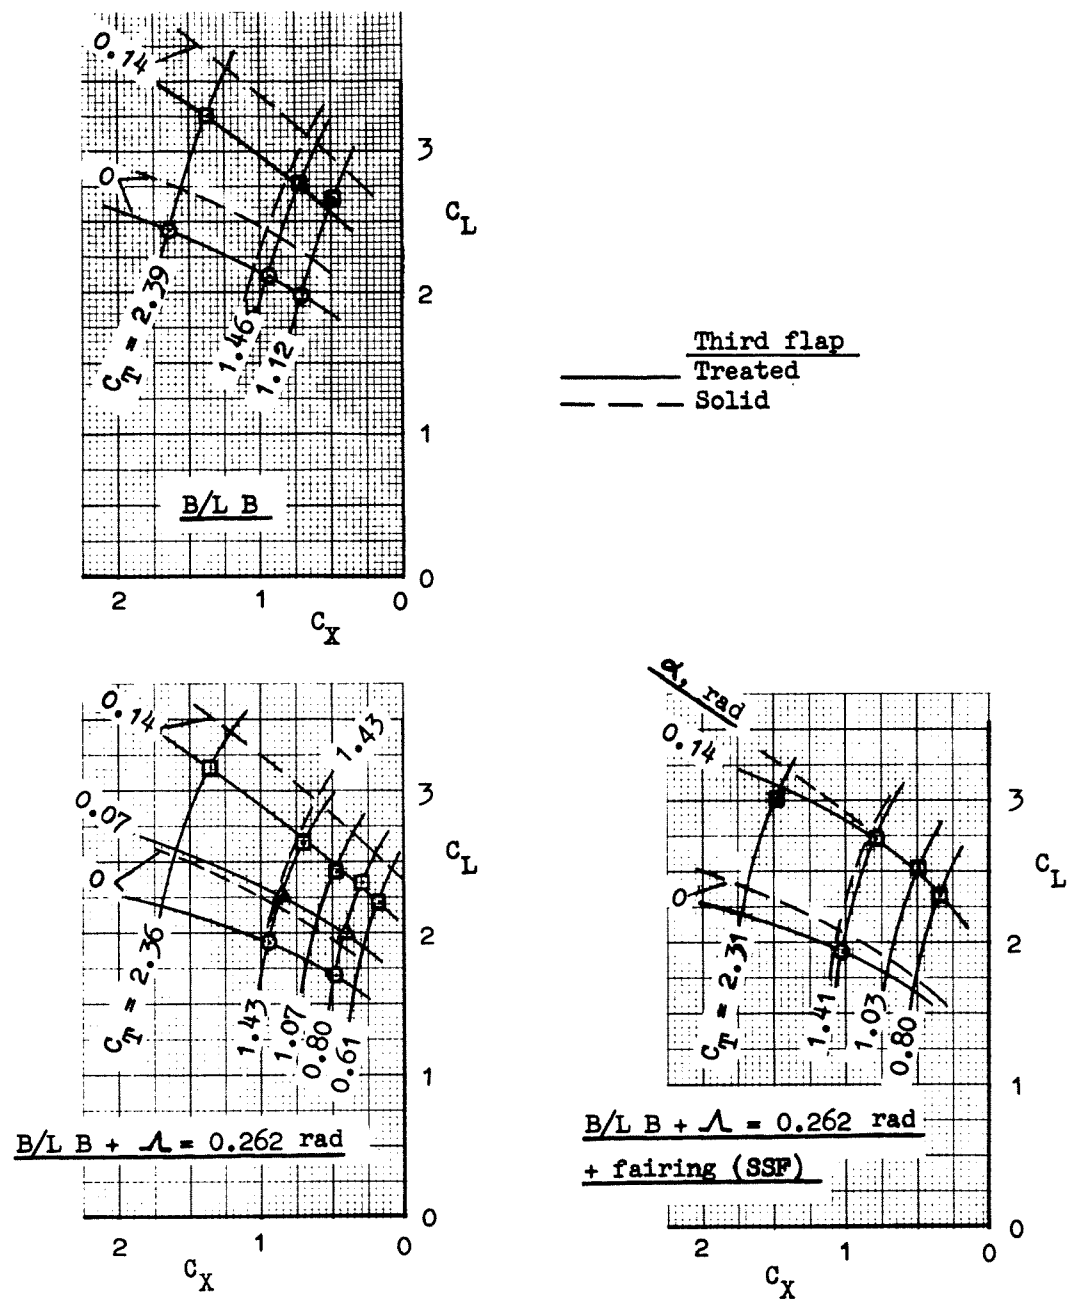 0.14
0
3
C_L
2
1
0
C_T = 2.39
1.46
1.12
B/L B
2 1 0
C_X
Third flap
Treated
Solid
0.14
0.07
0
1.43
3
C_L
2
1
0
C_T = 2.36
1.43
1.07
0.80
0.61
B/L B + Λ = 0.262 rad
2 1 0
C_X
α, rad
0.14
0
3
C_L
2
1
0
C_T = 2.31
1.41
1.03
0.80
B/L B + Λ = 0.262 rad
+ fairing (SSF)
2 1 0
C_X